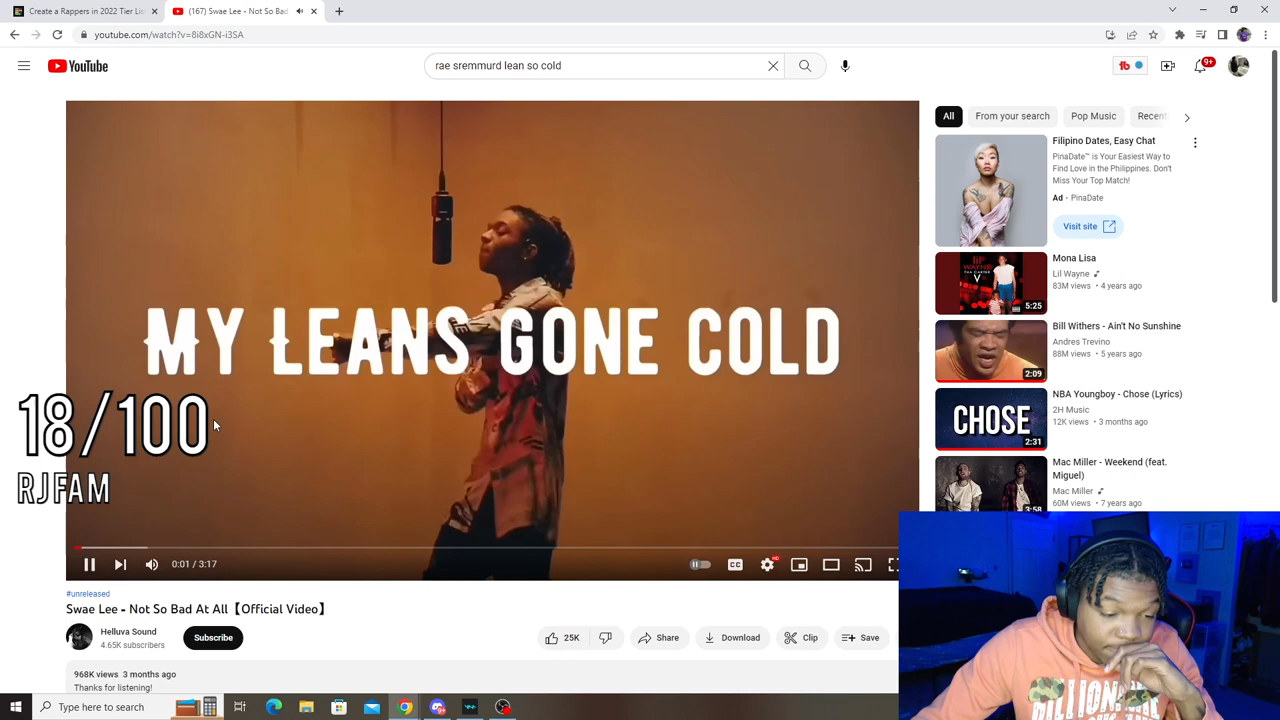 Create a Rappers in 2022 Tier Lis
(167) Swae Lee - Not So Bad
youtube.com/watch?v=8i8xGN-i3SA
YouTube
rae sremmurd lean so cold
9+
MY LEANS GONE COLD
18/100
RJFAM
0:01 / 3:17
CC
HD
#unreleased
Swae Lee - Not So Bad At All【Official Video】
Helluva Sound
4.65K subscribers
Subscribe
25K
Share
Download
Clip
Save
968K views 3 months ago
Thanks for listening!
All
From your search
Pop Music
Recent
Filipino Dates, Easy Chat
PinaDate™ is Your Easiest Way to
Find Love in the Philippines. Don't
Miss Your Top Match!
Ad • PinaDate
Visit site
Mona Lisa
Lil Wayne
83M views • 4 years ago
5:25
Bill Withers - Ain't No Sunshine
Andres Trevino
88M views • 5 years ago
2:09
NBA Youngboy - Chose (Lyrics)
2H Music
12K views • 3 months ago
CHOSE
2:31
Mac Miller - Weekend (feat.
Miguel)
Mac Miller
60M views • 7 years ago
3:58
Type here to search